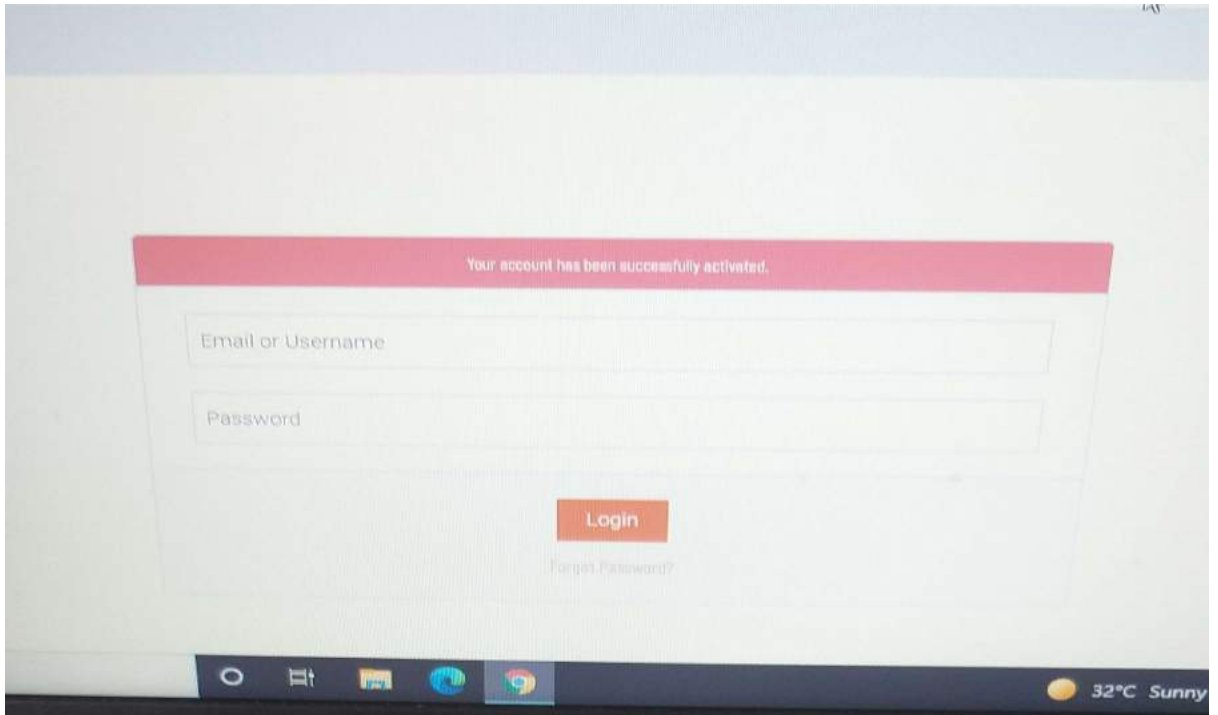 Your account has been successfully activated.
Email or Username
Password
Login
Forgot Password?
32°C Sunny